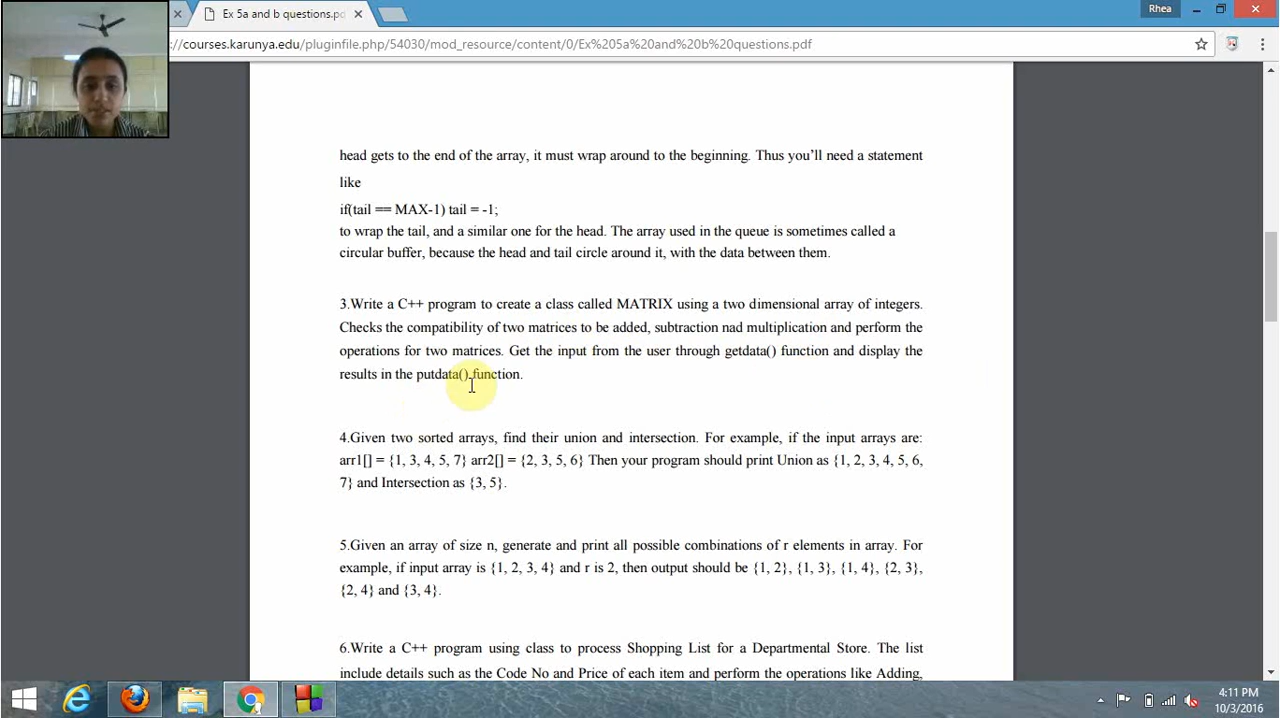 Ex 5a and b questions.pd
Rhea
://courses.karunya.edu/pluginfile.php/54030/mod_resource/content/0/Ex%205a%20and%20b%20questions.pdf
head gets to the end of the array, it must wrap around to the beginning. Thus you’ll need a statement
like
if(tail == MAX-1) tail = -1;
to wrap the tail, and a similar one for the head. The array used in the queue is sometimes called a
circular buffer, because the head and tail circle around it, with the data between them.
3.Write a C++ program to create a class called MATRIX using a two dimensional array of integers.
Checks the compatibility of two matrices to be added, subtraction nad multiplication and perform the
operations for two matrices. Get the input from the user through getdata() function and display the
results in the putdata() function.
4.Given two sorted arrays, find their union and intersection. For example, if the input arrays are:
arr1[] = {1, 3, 4, 5, 7} arr2[] = {2, 3, 5, 6} Then your program should print Union as {1, 2, 3, 4, 5, 6,
7} and Intersection as {3, 5}.
5.Given an array of size n, generate and print all possible combinations of r elements in array. For
example, if input array is {1, 2, 3, 4} and r is 2, then output should be {1, 2}, {1, 3}, {1, 4}, {2, 3},
{2, 4} and {3, 4}.
6.Write a C++ program using class to process Shopping List for a Departmental Store. The list
include details such as the Code No and Price of each item and perform the operations like Adding,
4:11 PM
10/3/2016